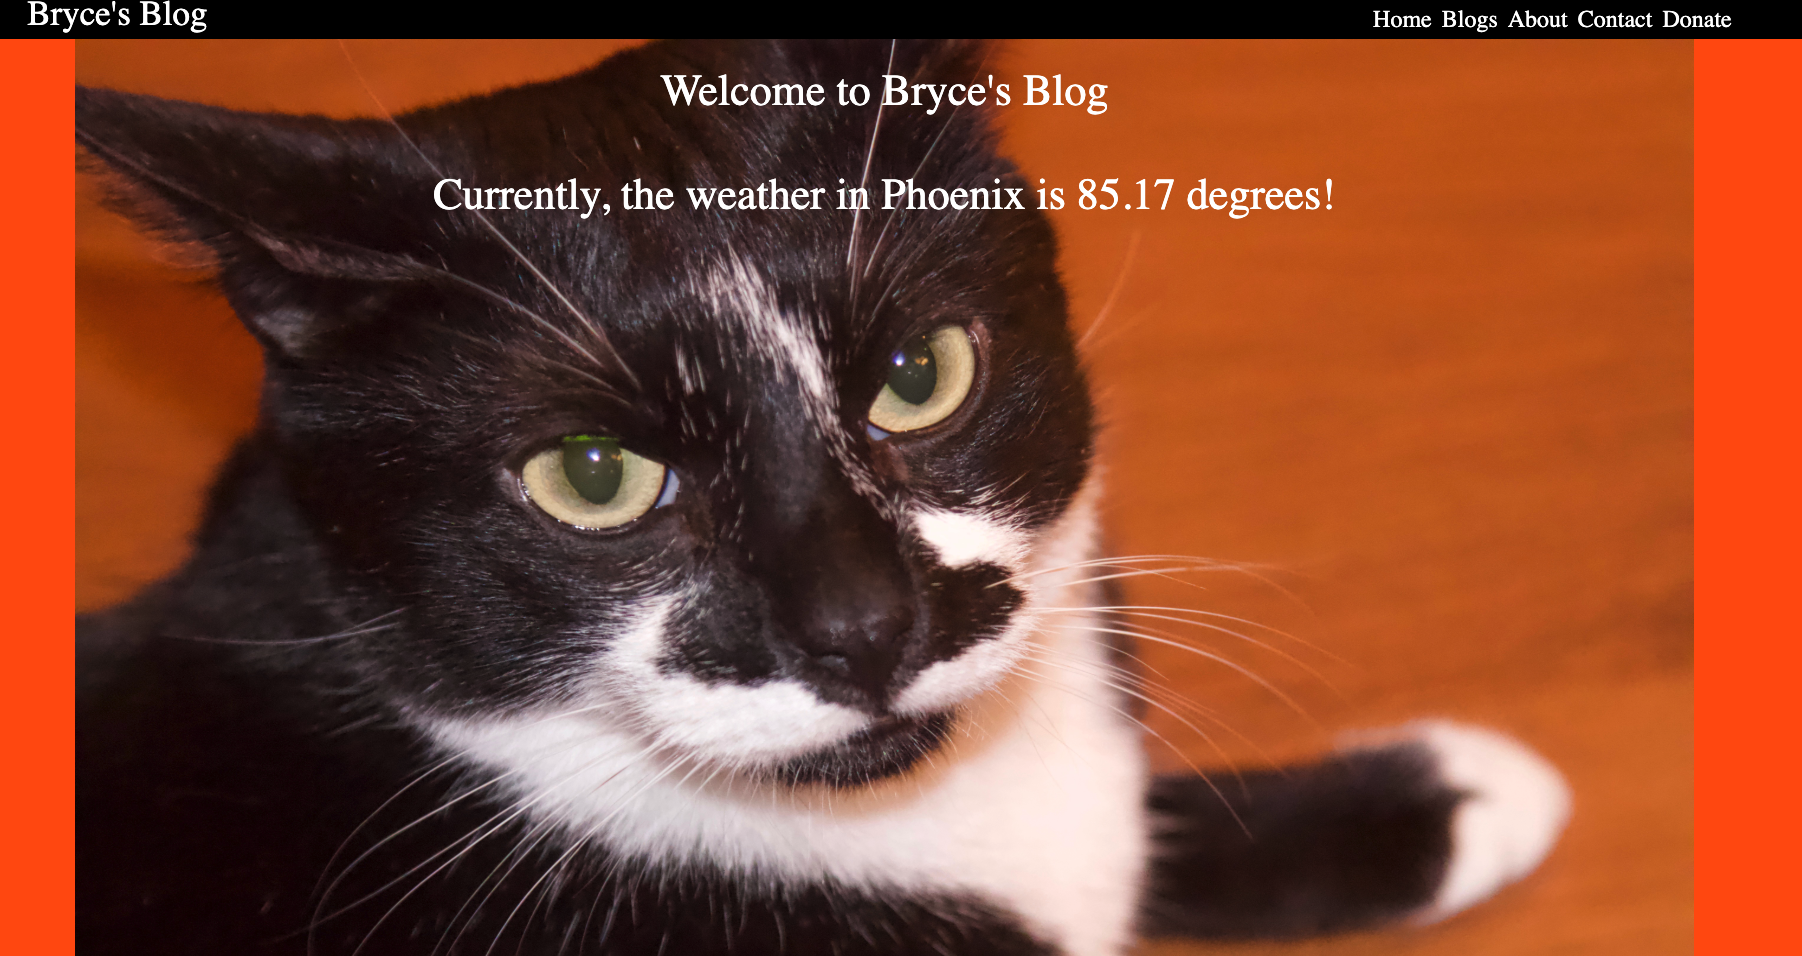 Bryce's Blog
Home Blogs About Contact Donate
Welcome to Bryce's Blog
Currently, the weather in Phoenix is 85.17 degrees!